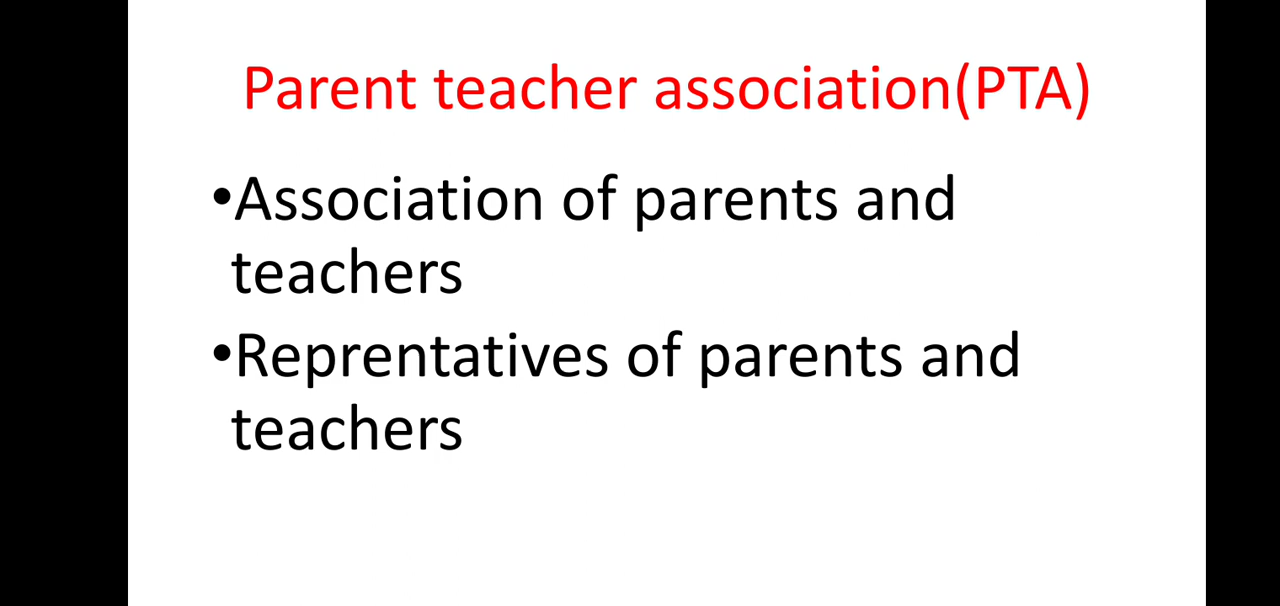 Parent teacher association(PTA)
•Association of parents and
teachers
•Reprentatives of parents and
teachers